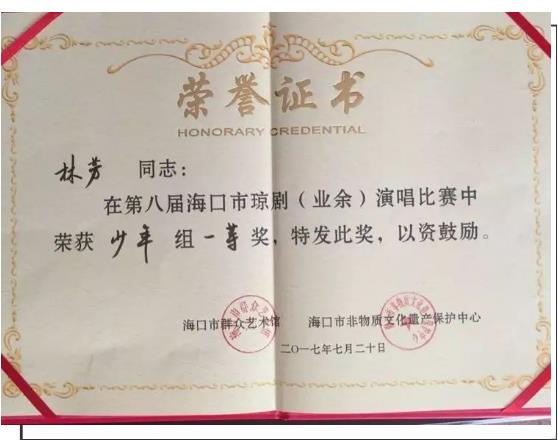 荣誉证书
HONORARY CREDENTIAL
林芳 同志：
在第八届海口市琼剧（业余）演唱比赛中
荣获 少年 组一等奖，特发此奖，以资鼓励。
海口市群众艺术馆 海口市非物质文化遗产保护中心
二〇一七年七月二十日